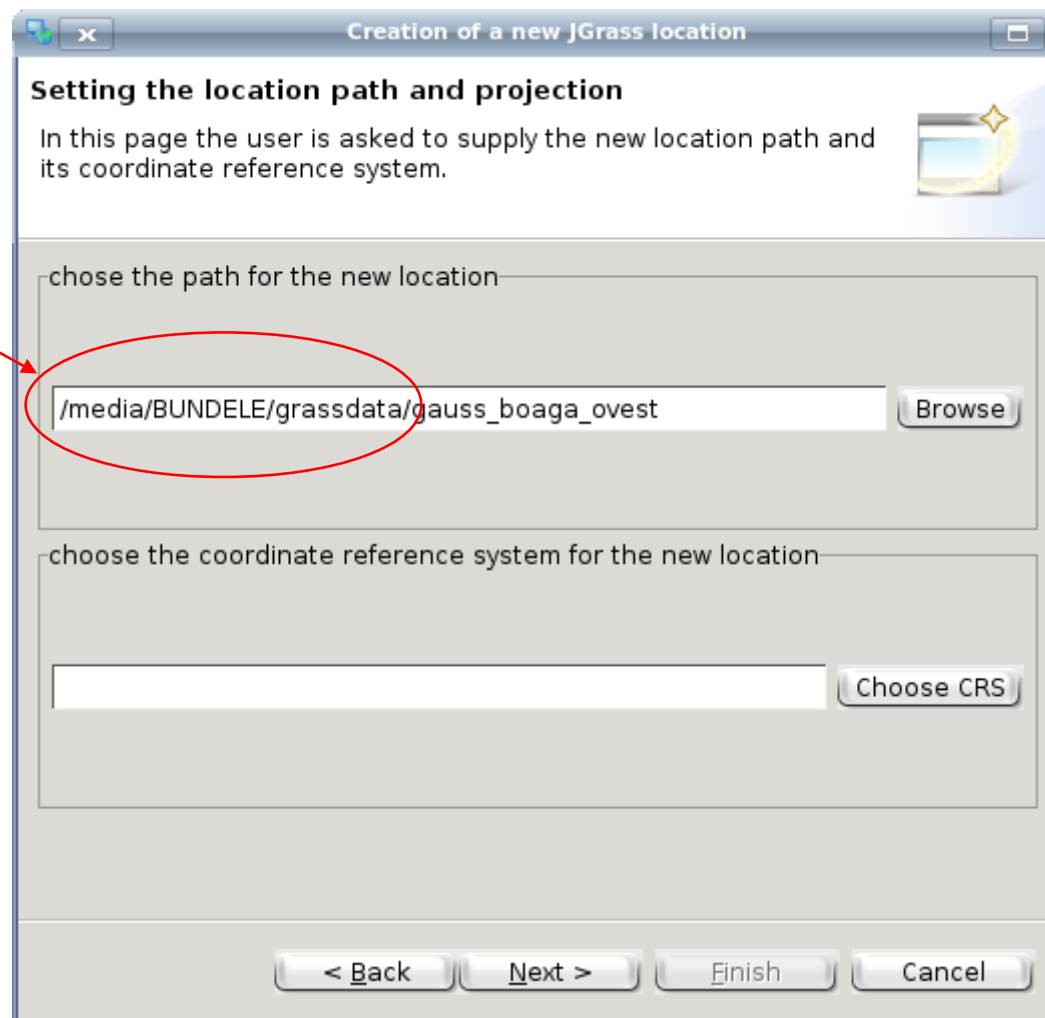 Creation of a new JGrass location
Setting the location path and projection
In this page the user is asked to supply the new location path and
its coordinate reference system.
chose the path for the new location
/media/BUNDELE/grassdata/gauss_boaga_ovest
Browse
choose the coordinate reference system for the new location
Choose CRS
< Back
Next >
Finish
Cancel